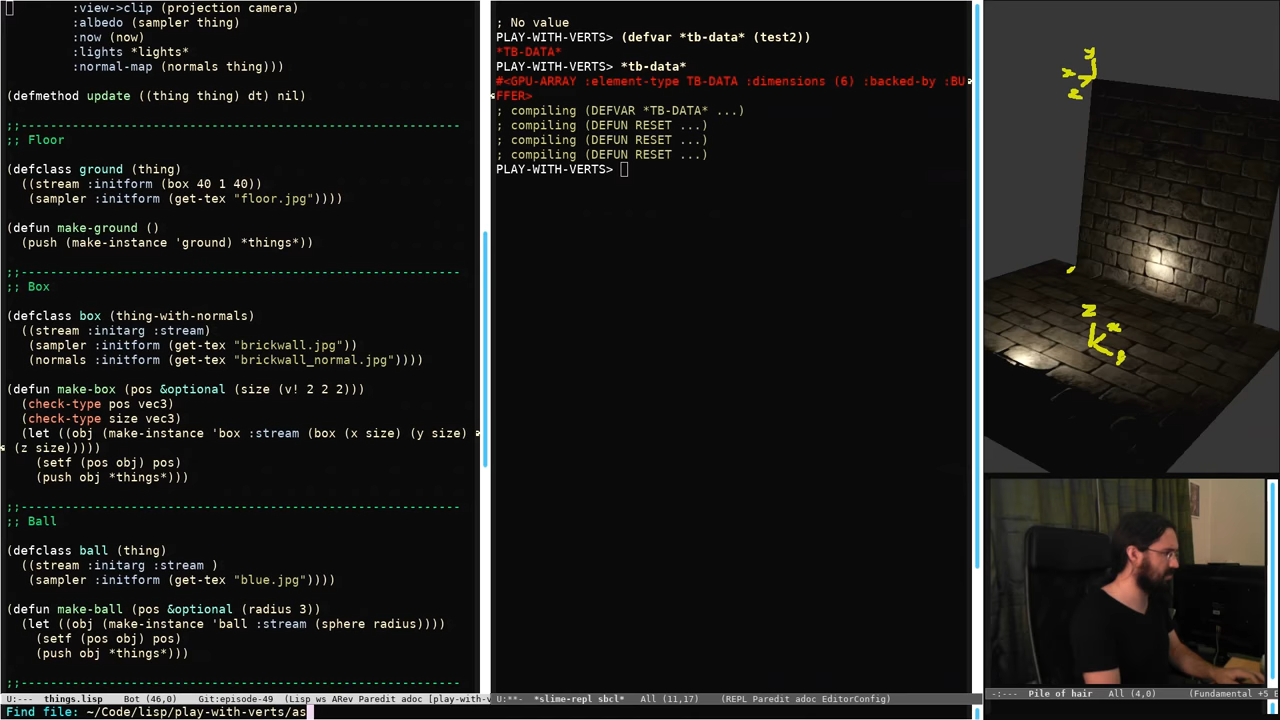 :view->clip (projection camera)
:albedo (sampler thing)
:now (now)
:lights *lights*
:normal-map (normals thing)))
(defmethod update ((thing thing) dt) nil)
;;------------------------------------------------------------
;; Floor
(defclass ground (thing)
((stream :initform (box 40 1 40))
(sampler :initform (get-tex "floor.jpg"))))
(defun make-ground ()
(push (make-instance 'ground) *things*))
;;------------------------------------------------------------
;; Box
(defclass box (thing-with-normals)
((stream :initarg :stream)
(sampler :initform (get-tex "brickwall.jpg"))
(normals :initform (get-tex "brickwall_normal.jpg"))))
(defun make-box (pos &optional (size (v! 2 2 2)))
(check-type pos vec3)
(check-type size vec3)
(let ((obj (make-instance 'box :stream (box (x size) (y size)
(z size)))))
(setf (pos obj) pos)
(push obj *things*)))
;;------------------------------------------------------------
;; Ball
(defclass ball (thing)
((stream :initarg :stream )
(sampler :initform (get-tex "blue.jpg"))))
(defun make-ball (pos &optional (radius 3))
(let ((obj (make-instance 'ball :stream (sphere radius))))
(setf (pos obj) pos)
(push obj *things*)))
;;------------------------------------------------------------
U:--- things.lisp Bot (46,0) Git:episode-49 (Lisp ws ARev Paredit adoc [play-with-v
Find file: ~/Code/lisp/play-with-verts/as
; No value
PLAY-WITH-VERTS> (defvar *tb-data* (test2))
*TB-DATA*
PLAY-WITH-VERTS> *tb-data*
#<GPU-ARRAY :element-type TB-DATA :dimensions (6) :backed-by :BU
FFER>
; compiling (DEFVAR *TB-DATA* ...)
; compiling (DEFUN RESET ...)
; compiling (DEFUN RESET ...)
; compiling (DEFUN RESET ...)
PLAY-WITH-VERTS>
U:**- *slime-repl sbcl* All (11,17) (REPL Paredit adoc EditorConfig)
y
x
z
z
x
-:--- Pile of hair All (4,0) (Fundamental +5 E